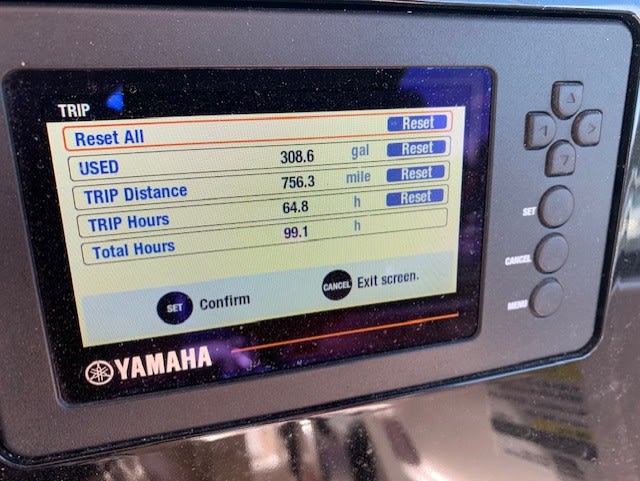 TRIP
Reset All Reset
USED 308.6 gal Reset
TRIP Distance 756.3 mile Reset
TRIP Hours 64.8 h Reset
Total Hours 99.1 h
SET Confirm CANCEL Exit screen.
YAMAHA
SET
CANCEL
MENU